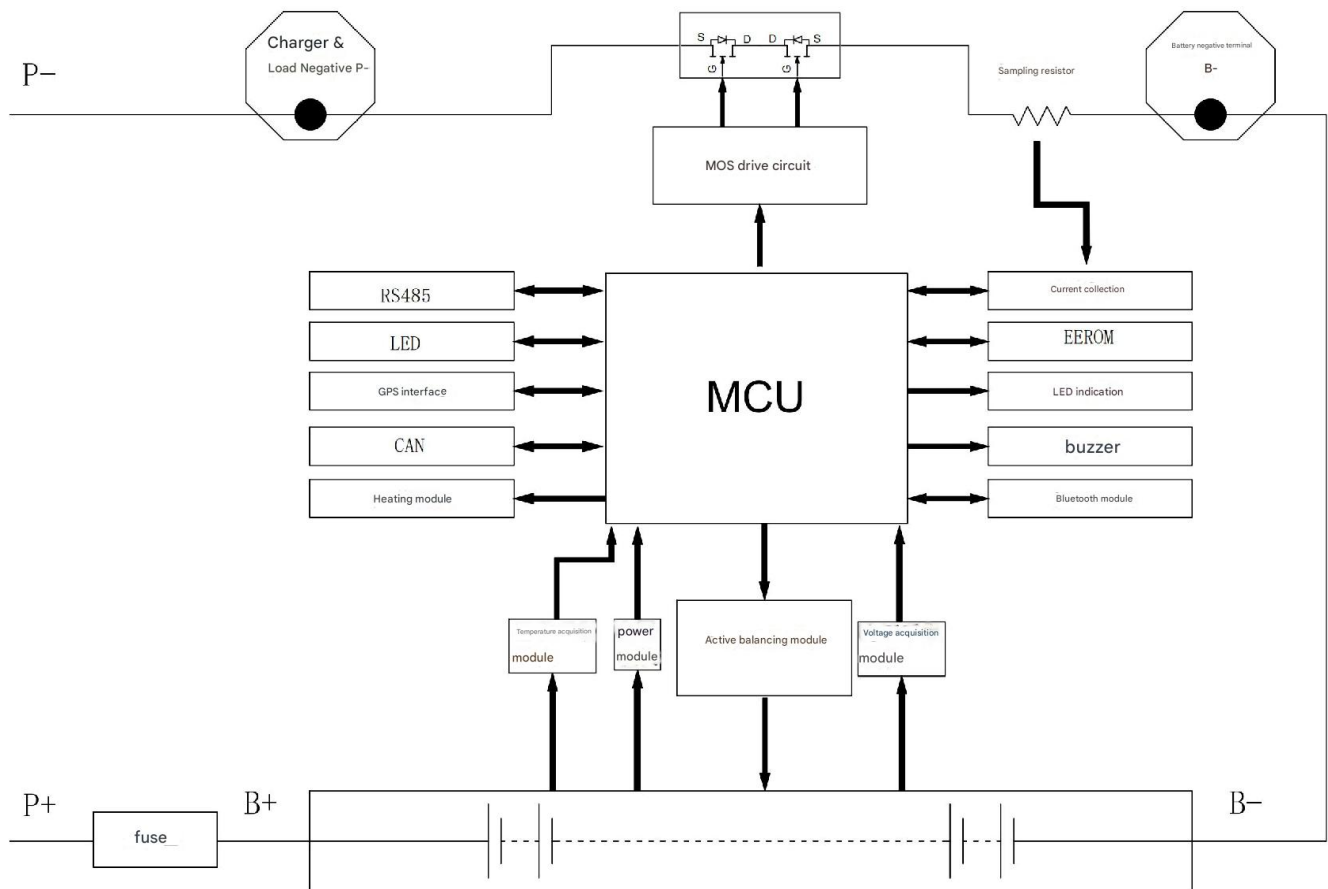 Charger &
Load Negative P-
P-
S
D
D
S
G
G
Battery negative terminal
B-
Sampling resistor
MOS drive circuit
RS485
Current collection
LED
EEROM
GPS interface
MCU
LED indication
CAN
buzzer
Heating module
Bluetooth module
Temperature acquisition
module
power
module
Active balancing module
Voltage acquisition
module
P+
fuse
B+
B-